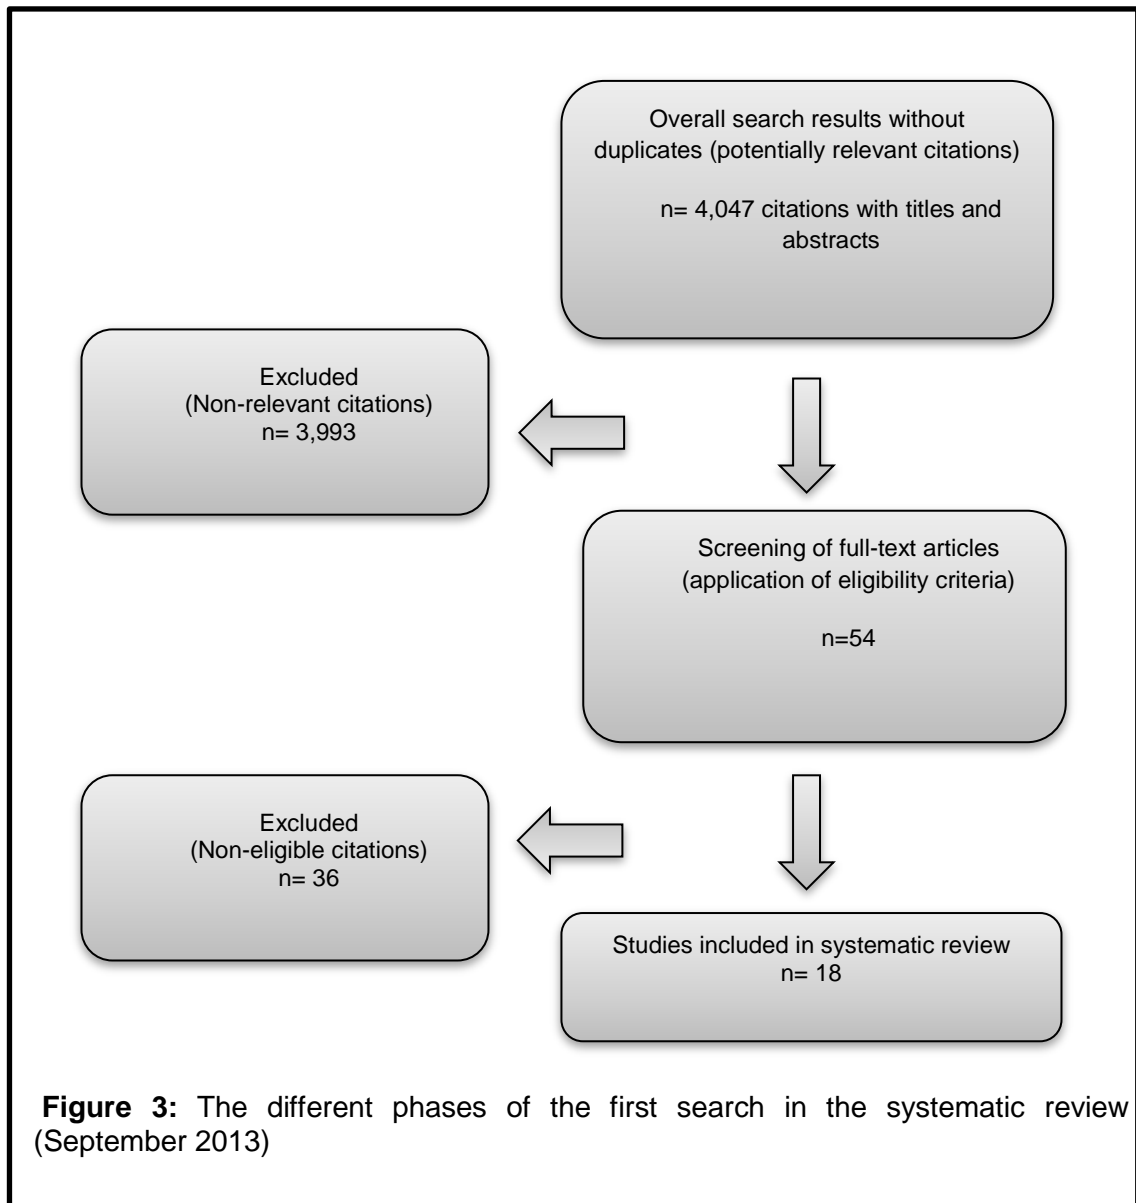 Overall search results without
duplicates (potentially relevant citations)
n= 4,047 citations with titles and
abstracts
Excluded
(Non-relevant citations)
n= 3,993
Screening of full-text articles
(application of eligibility criteria)
n=54
Excluded
(Non-eligible citations)
n= 36
Studies included in systematic review
n= 18
Figure 3: The different phases of the first search in the systematic review
(September 2013)